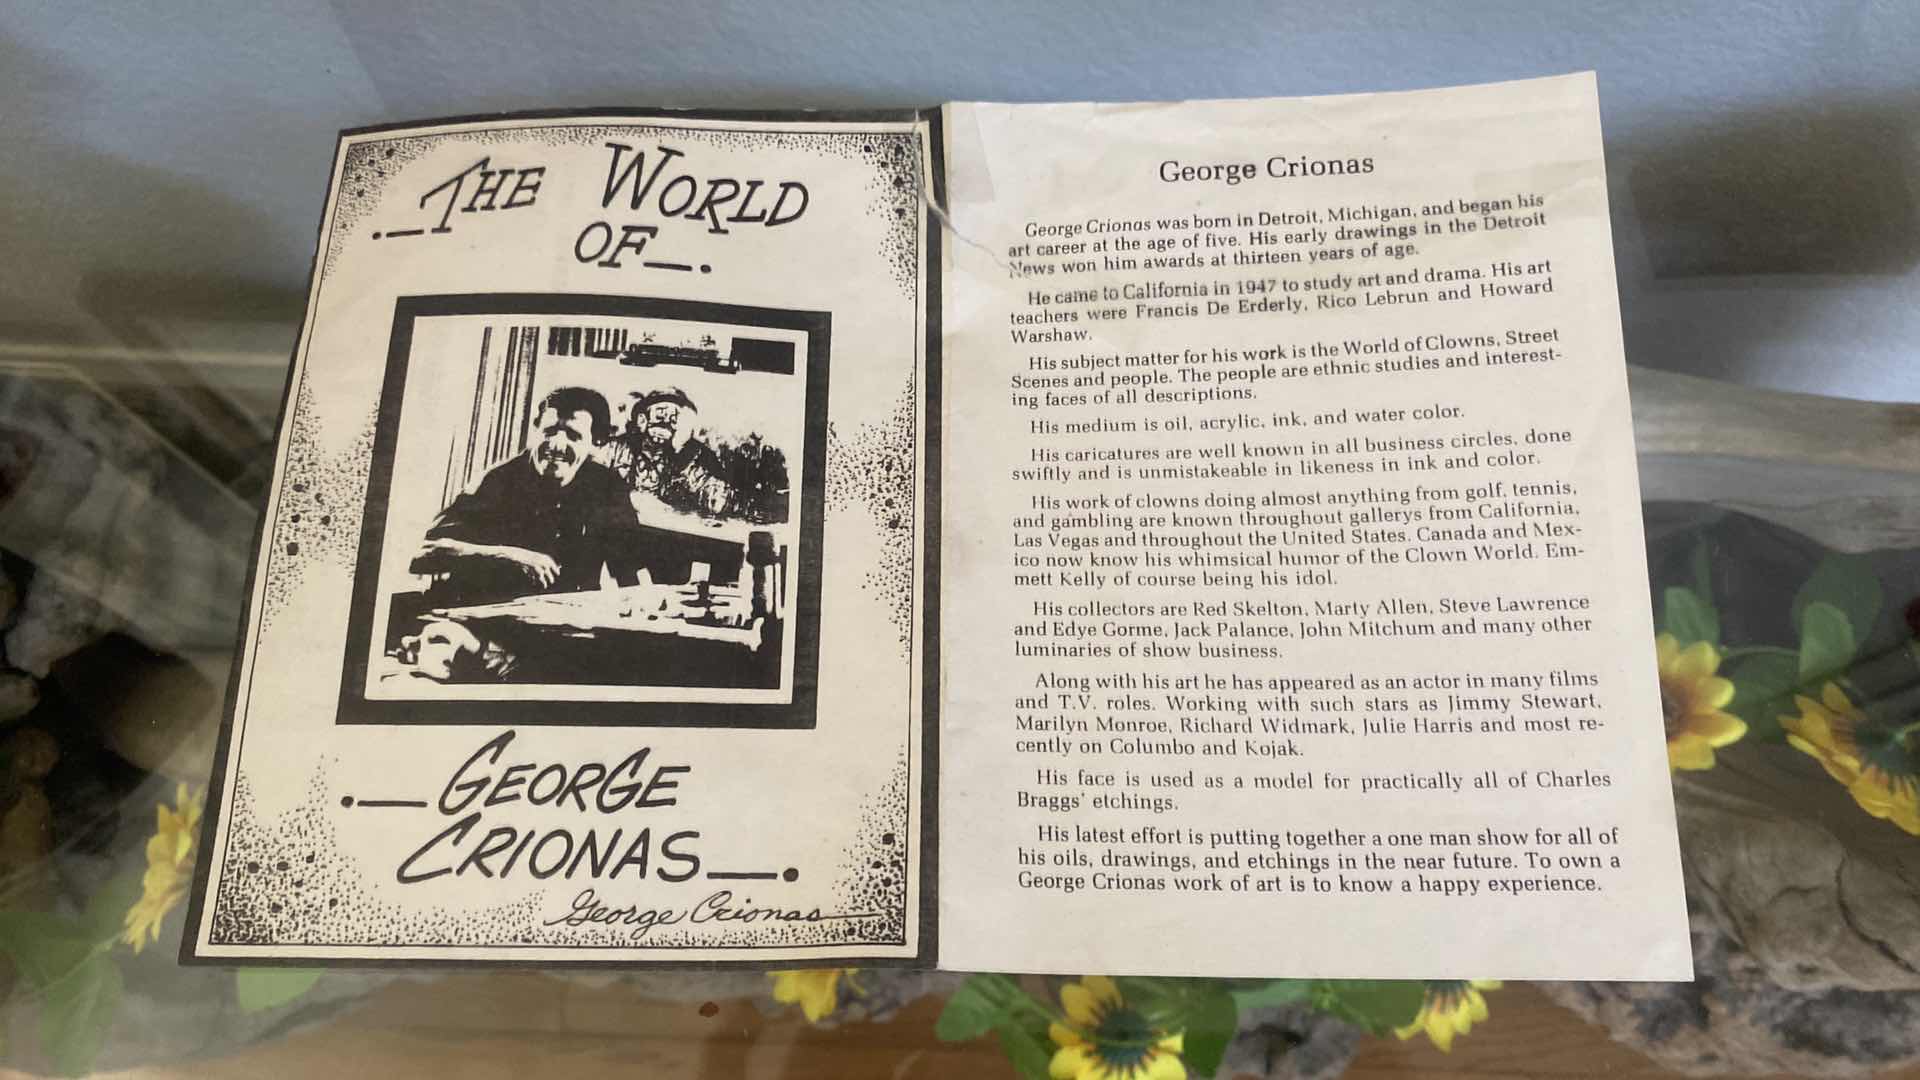 THE WORLD
OF
GEORGE
CRIONAS
George Crionas
George Crionas
George Crionas was born in Detroit, Michigan, and began his
art career at the age of five. His early drawings in the Detroit
News won him awards at thirteen years of age.
He came to California in 1947 to study art and drama. His art
teachers were Francis De Erderly, Rico Lebrun and Howard
Warshaw.
His subject matter for his work is the World of Clowns, Street
Scenes and people. The people are ethnic studies and interest-
ing faces of all descriptions.
His medium is oil, acrylic, ink, and water color.
His caricatures are well known in all business circles, done
swiftly and is unmistakeable in likeness in ink and color.
His work of clowns doing almost anything from golf, tennis,
and gambling are known throughout gallerys from California,
Las Vegas and throughout the United States. Canada and Mex-
ico now know his whimsical humor of the Clown World. Em-
mett Kelly of course being his idol.
His collectors are Red Skelton, Marty Allen, Steve Lawrence
and Edye Gorme, Jack Palance, John Mitchum and many other
luminaries of show business.
Along with his art he has appeared as an actor in many films
and T.V. roles. Working with such stars as Jimmy Stewart,
Marilyn Monroe, Richard Widmark, Julie Harris and most re-
cently on Columbo and Kojak.
His face is used as a model for practically all of Charles
Braggs' etchings.
His latest effort is putting together a one man show for all of
his oils, drawings, and etchings in the near future. To own a
George Crionas work of art is to know a happy experience.